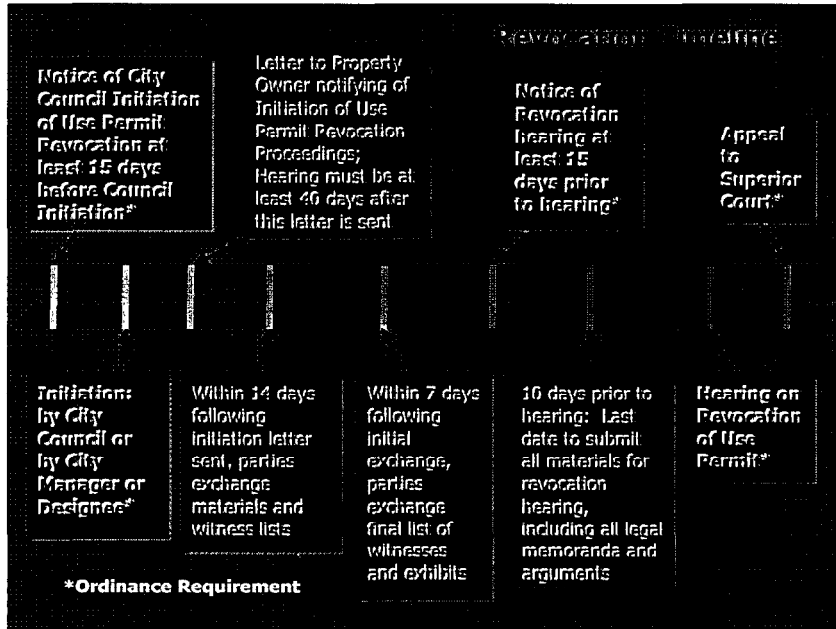 Revocation Timeline
Notice of City
Council Initiation
of Use Permit
Revocation at
least 15 days
before Council
Initiation*
Letter to Property
Owner notifying of
Initiation of Use
Permit Revocation
Proceedings;
Hearing must be at
least 40 days after
this letter is sent
Notice of
Revocation
hearing at
least 15
days prior
to hearing*
Appeal
to
Superior
Court*
Initiation:
by City
Council or
by City
Manager or
Designee*
Within 14 days
following
initiation letter
sent, parties
exchange
materials and
witness lists
Within 7 days
following
initial
exchange,
parties
exchange
final list of
witnesses
and exhibits
10 days prior to
hearing: Last
date to submit
all materials for
revocation
hearing,
including all legal
memoranda and
arguments
Hearing on
Revocation
of Use
Permit*
*Ordinance Requirement